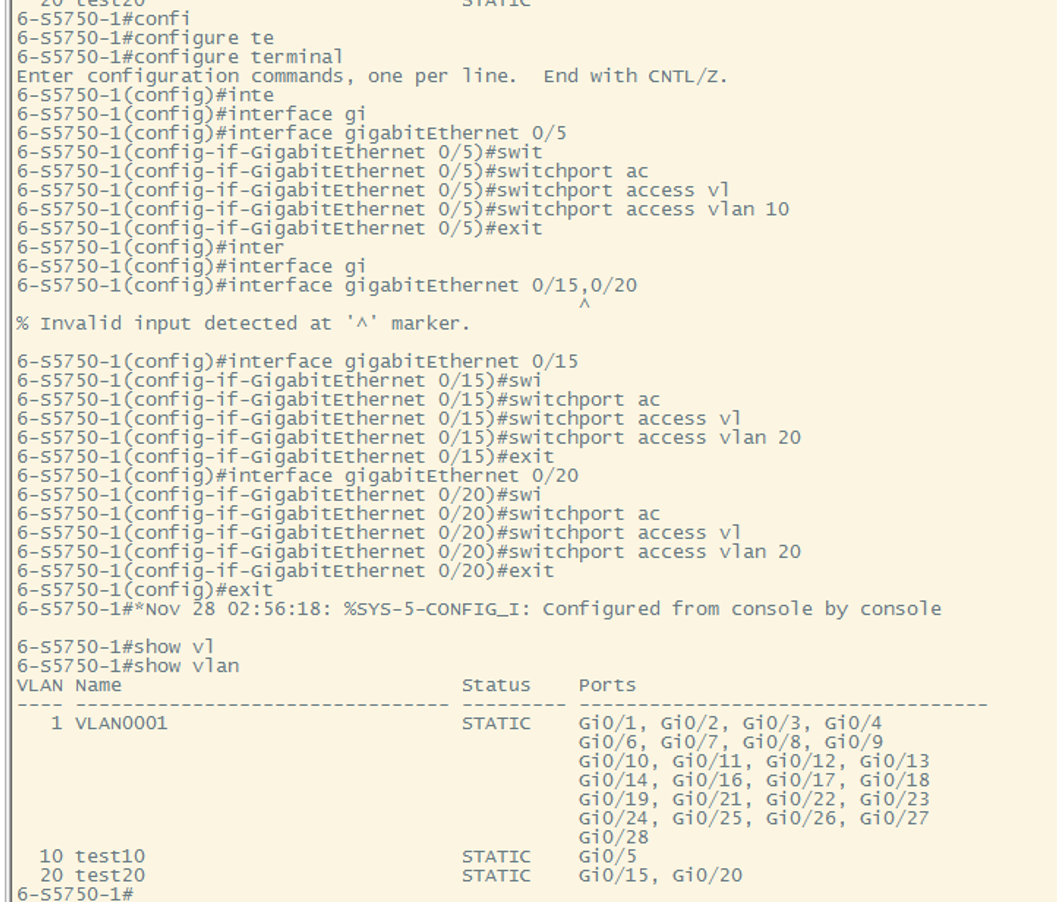 20 test20                           STATIC
6-S5750-1#confi
6-S5750-1#configure te
6-S5750-1#configure terminal
Enter configuration commands, one per line.  End with CNTL/Z.
6-S5750-1(config)#inte
6-S5750-1(config)#interface gi
6-S5750-1(config)#interface gigabitEthernet 0/5
6-S5750-1(config-if-GigabitEthernet 0/5)#swit
6-S5750-1(config-if-GigabitEthernet 0/5)#switchport ac
6-S5750-1(config-if-GigabitEthernet 0/5)#switchport access vl
6-S5750-1(config-if-GigabitEthernet 0/5)#switchport access vlan 10
6-S5750-1(config-if-GigabitEthernet 0/5)#exit
6-S5750-1(config)#inter
6-S5750-1(config)#interface gi
6-S5750-1(config)#interface gigabitEthernet 0/15,0/20
^
% Invalid input detected at '^' marker.
6-S5750-1(config)#interface gigabitEthernet 0/15
6-S5750-1(config-if-GigabitEthernet 0/15)#swi
6-S5750-1(config-if-GigabitEthernet 0/15)#switchport ac
6-S5750-1(config-if-GigabitEthernet 0/15)#switchport access vl
6-S5750-1(config-if-GigabitEthernet 0/15)#switchport access vlan 20
6-S5750-1(config-if-GigabitEthernet 0/15)#exit
6-S5750-1(config)#interface gigabitEthernet 0/20
6-S5750-1(config-if-GigabitEthernet 0/20)#swi
6-S5750-1(config-if-GigabitEthernet 0/20)#switchport ac
6-S5750-1(config-if-GigabitEthernet 0/20)#switchport access vl
6-S5750-1(config-if-GigabitEthernet 0/20)#switchport access vlan 20
6-S5750-1(config-if-GigabitEthernet 0/20)#exit
6-S5750-1(config)#exit
6-S5750-1#*Nov 28 02:56:18: %SYS-5-CONFIG_I: Configured from console by console
6-S5750-1#show vl
6-S5750-1#show vlan
VLAN Name                             Status    Ports
---- -------------------------------- --------- -----------------------------------
1 VLAN0001                         STATIC    Gi0/1, Gi0/2, Gi0/3, Gi0/4
Gi0/6, Gi0/7, Gi0/8, Gi0/9
Gi0/10, Gi0/11, Gi0/12, Gi0/13
Gi0/14, Gi0/16, Gi0/17, Gi0/18
Gi0/19, Gi0/21, Gi0/22, Gi0/23
Gi0/24, Gi0/25, Gi0/26, Gi0/27
Gi0/28
10 test10                           STATIC    Gi0/5
20 test20                           STATIC    Gi0/15, Gi0/20
6-S5750-1#